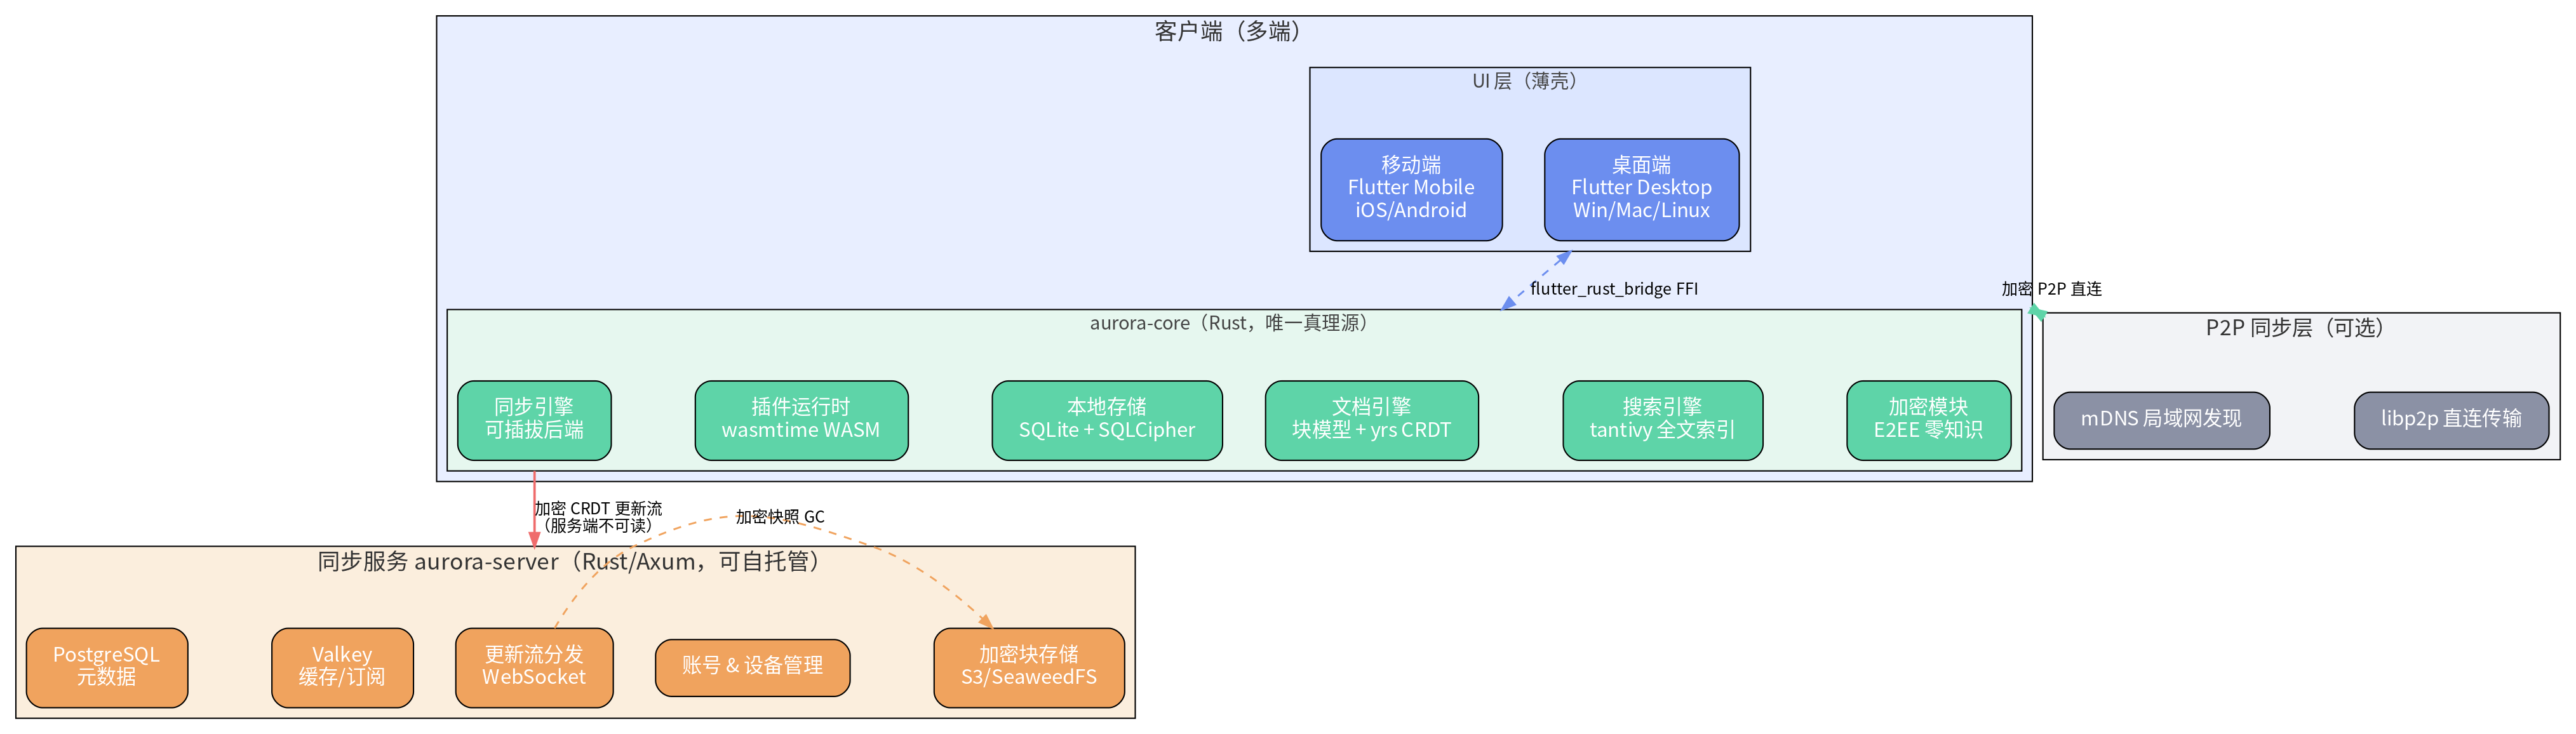 客户端（多端）
UI 层（薄壳）
移动端
Flutter Mobile
iOS/Android
桌面端
Flutter Desktop
Win/Mac/Linux
flutter_rust_bridge FFI
加密 P2P 直连
aurora-core（Rust，唯一真理源）
同步引擎
可插拔后端
插件运行时
wasmtime WASM
本地存储
SQLite + SQLCipher
文档引擎
块模型 + yrs CRDT
搜索引擎
tantivy 全文索引
加密模块
E2EE 零知识
P2P 同步层（可选）
mDNS 局域网发现
libp2p 直连传输
加密 CRDT 更新流
（服务端不可读）
加密快照 GC
同步服务 aurora-server（Rust/Axum，可自托管）
PostgreSQL
元数据
Valkey
缓存/订阅
更新流分发
WebSocket
账号 & 设备管理
加密块存储
S3/SeaweedFS